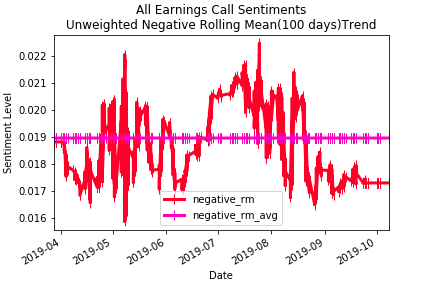 All Earnings Call Sentiments
Unweighted Negative Rolling Mean(100 days)Trend
Sentiment Level
0.022
0.021
0.020
0.019
0.018
0.017
0.016
negative_rm
negative_rm_avg
2019-04
2019-05
2019-06
2019-07
2019-08
2019-09
2019-10
Date